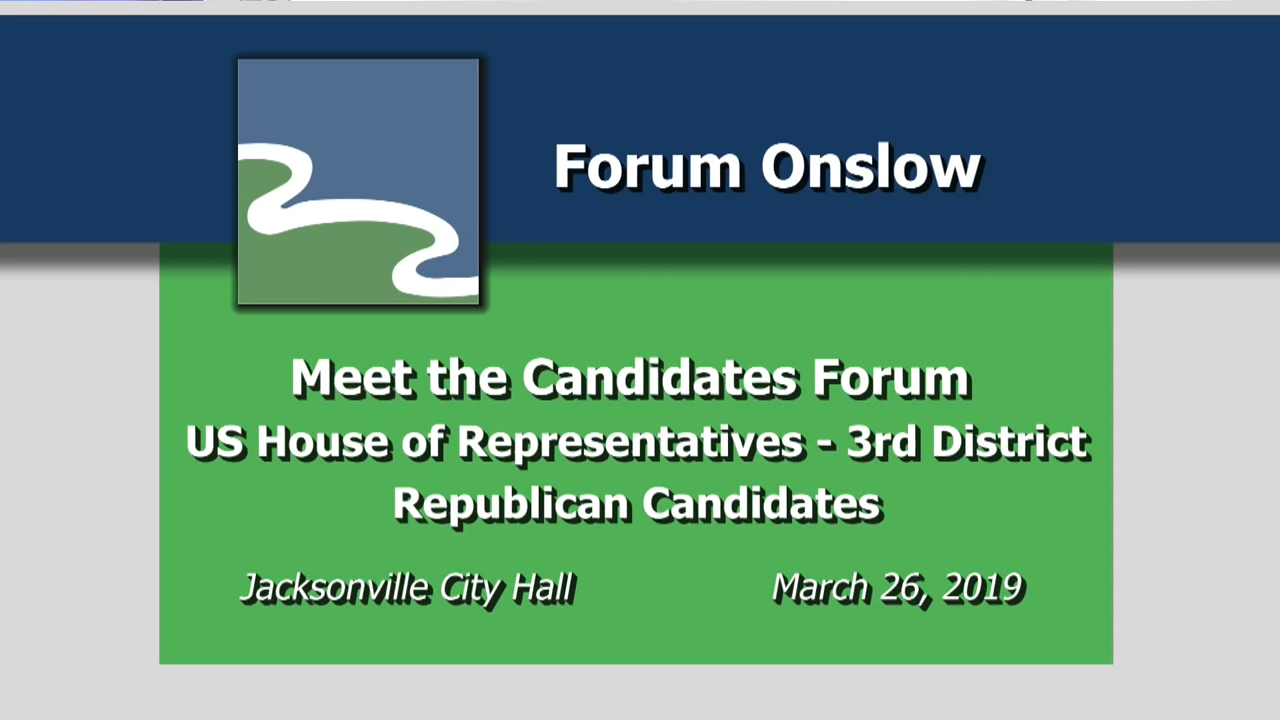 Forum Onslow
Meet the Candidates Forum
US House of Representatives - 3rd District
Republican Candidates
Jacksonville City Hall
March 26, 2019